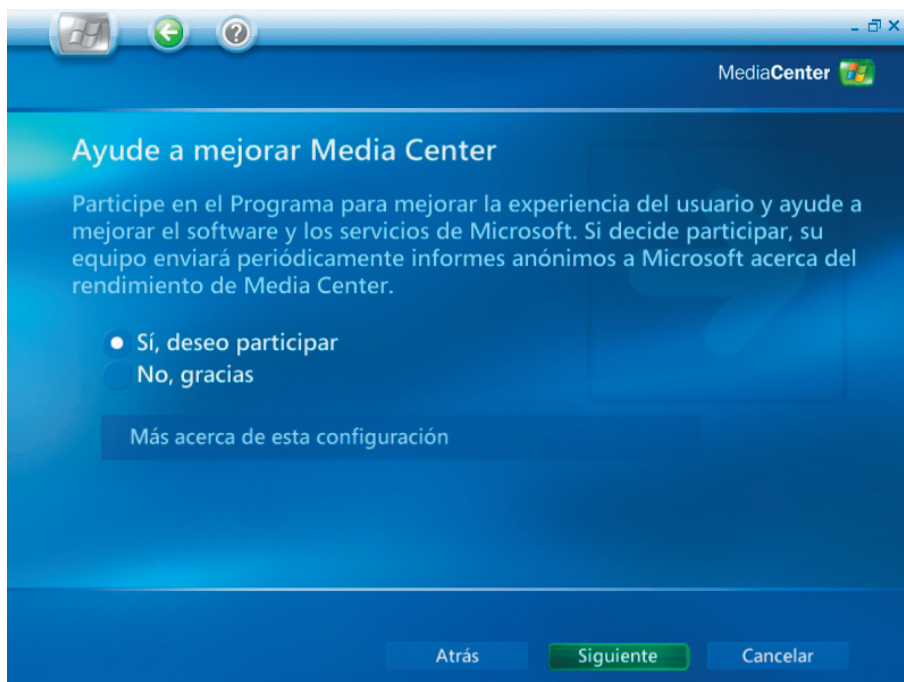 MediaCenter
Ayude a mejorar Media Center
Participe en el Programa para mejorar la experiencia del usuario y ayude a
mejorar el software y los servicios de Microsoft. Si decide participar, su
equipo enviará periódicamente informes anónimos a Microsoft acerca del
rendimiento de Media Center.
Sí, deseo participar
No, gracias
Más acerca de esta configuración
Atrás Siguiente Cancelar